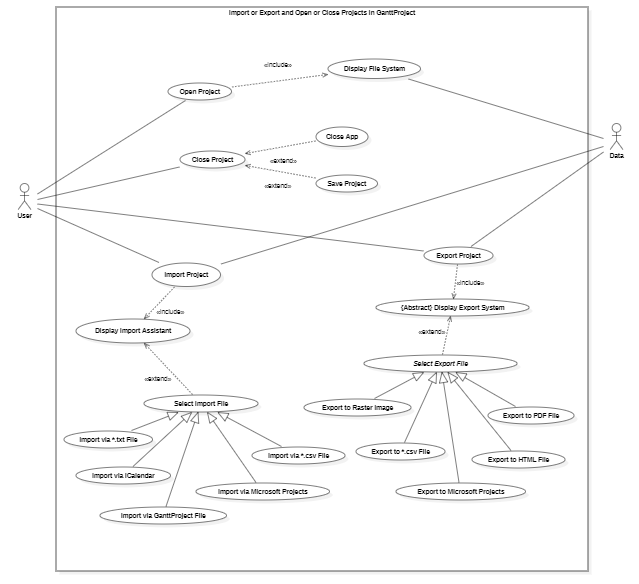 Import or Export and Open or Close Projects in GanttProject
«include»
Display File System
Open Project
Close App
Data
Close Project
«extend»
Save Project
«extend»
User
Export Project
Import Project
«include»
{Abstract} Display Export System
«include»
Display Import Assistant
«extend»
Select Export File
«extend»
Select Import File
Export to Raster Image
Export to PDF File
Import via *.txt File
Export to *.csv File
Import via *.csv File
Export to HTML File
Import via ICalendar
Import via Microsoft Projects
Export to Microsoft Projects
Import via GanttProject File